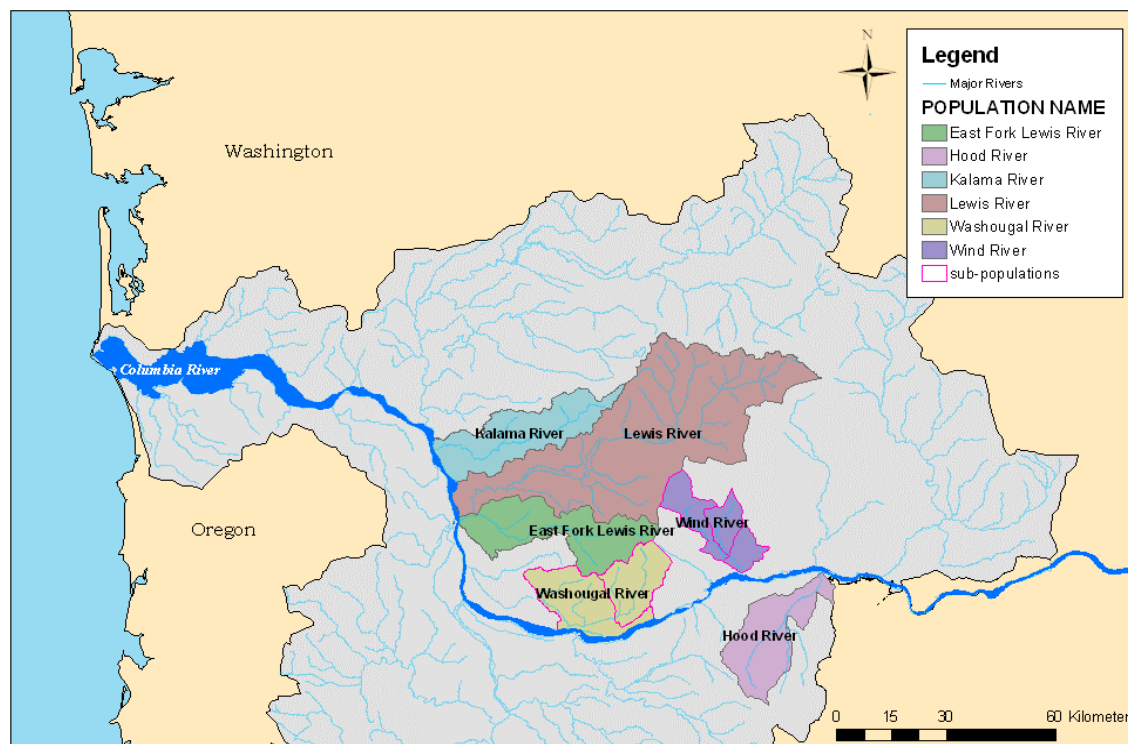 N
Legend
Major Rivers
POPULATION NAME
East Fork Lewis River
Hood River
Kalama River
Lewis River
Washougal River
Wind River
sub-populations
Washington
Columbia River
Kalama River
Lewis River
Oregon
East Fork Lewis River
Wind River
Washougal River
Hood River
0 15 30 60 Kilometer